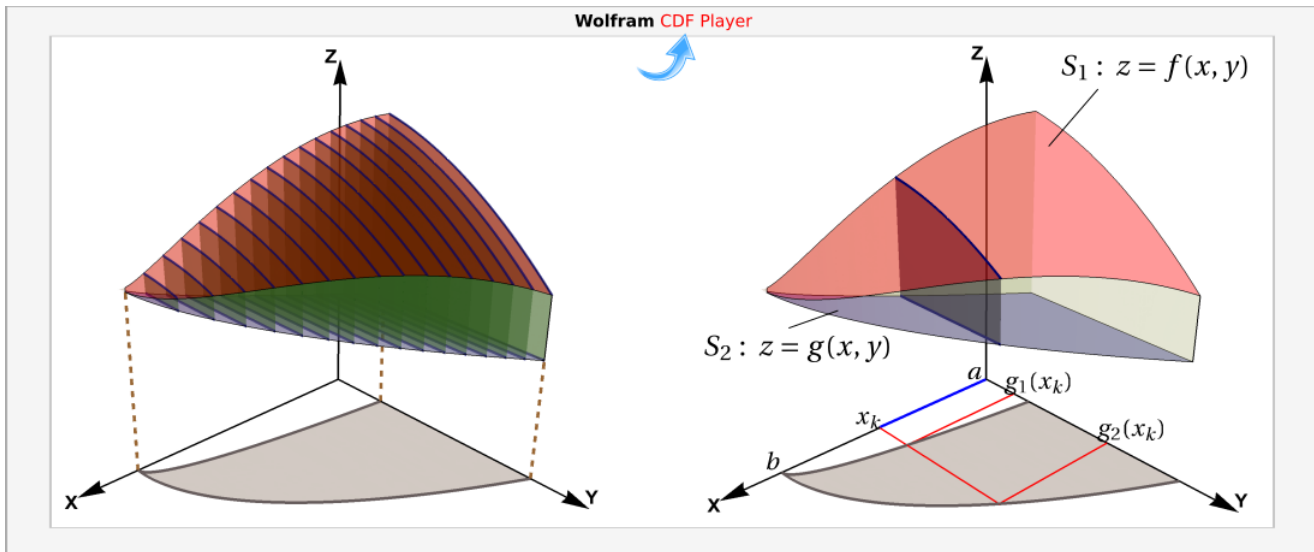 Wolfram CDF Player
Z
X
Y
Z
S₁ : z = f(x, y)
S₂ : z = g(x, y)
a
g₁(xₖ)
xₖ
g₂(xₖ)
b
X
Y